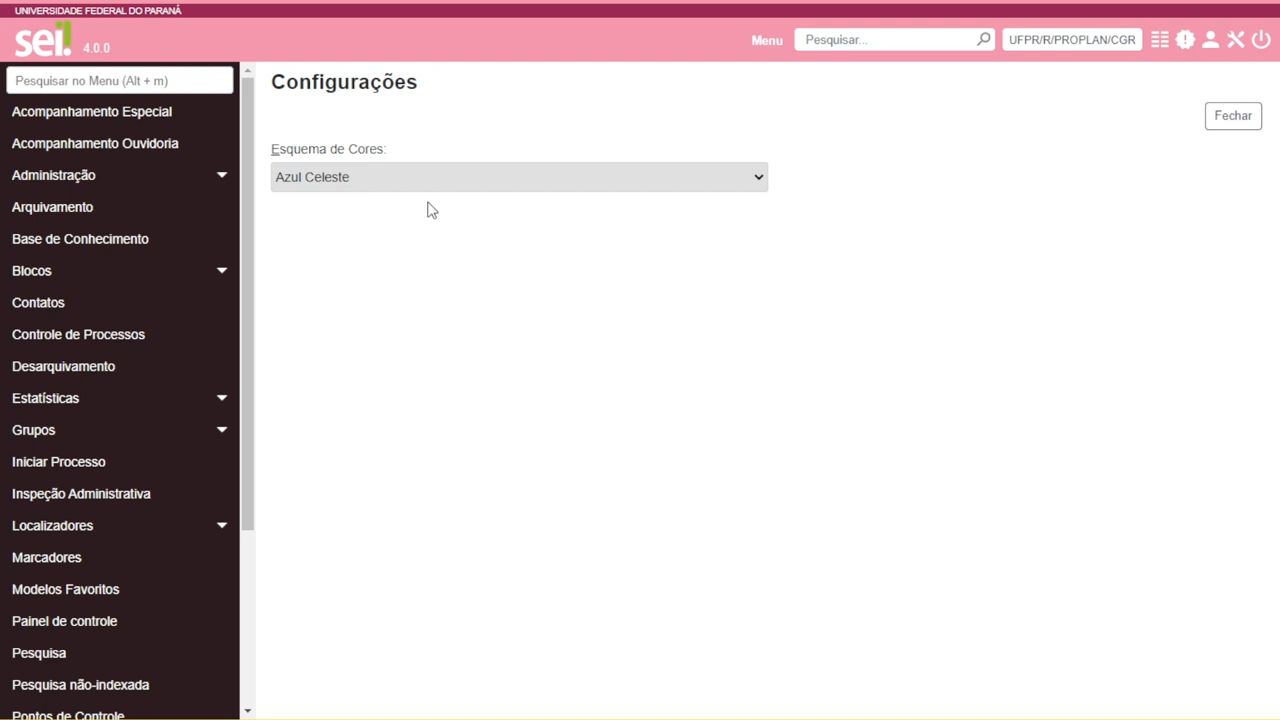 UNIVERSIDADE FEDERAL DO PARANÁ
sei! 4.0.0
Menu
Pesquisar...
UFPR/R/PROPLAN/CGR
Pesquisar no Menu (Alt + m)
Acompanhamento Especial
Acompanhamento Ouvidoria
Administração
Arquivamento
Base de Conhecimento
Blocos
Contatos
Controle de Processos
Desarquivamento
Estatísticas
Grupos
Iniciar Processo
Inspeção Administrativa
Localizadores
Marcadores
Modelos Favoritos
Painel de controle
Pesquisa
Pesquisa não-indexada
Pontos de Controle
Configurações
Fechar
Esquema de Cores:
Azul Celeste